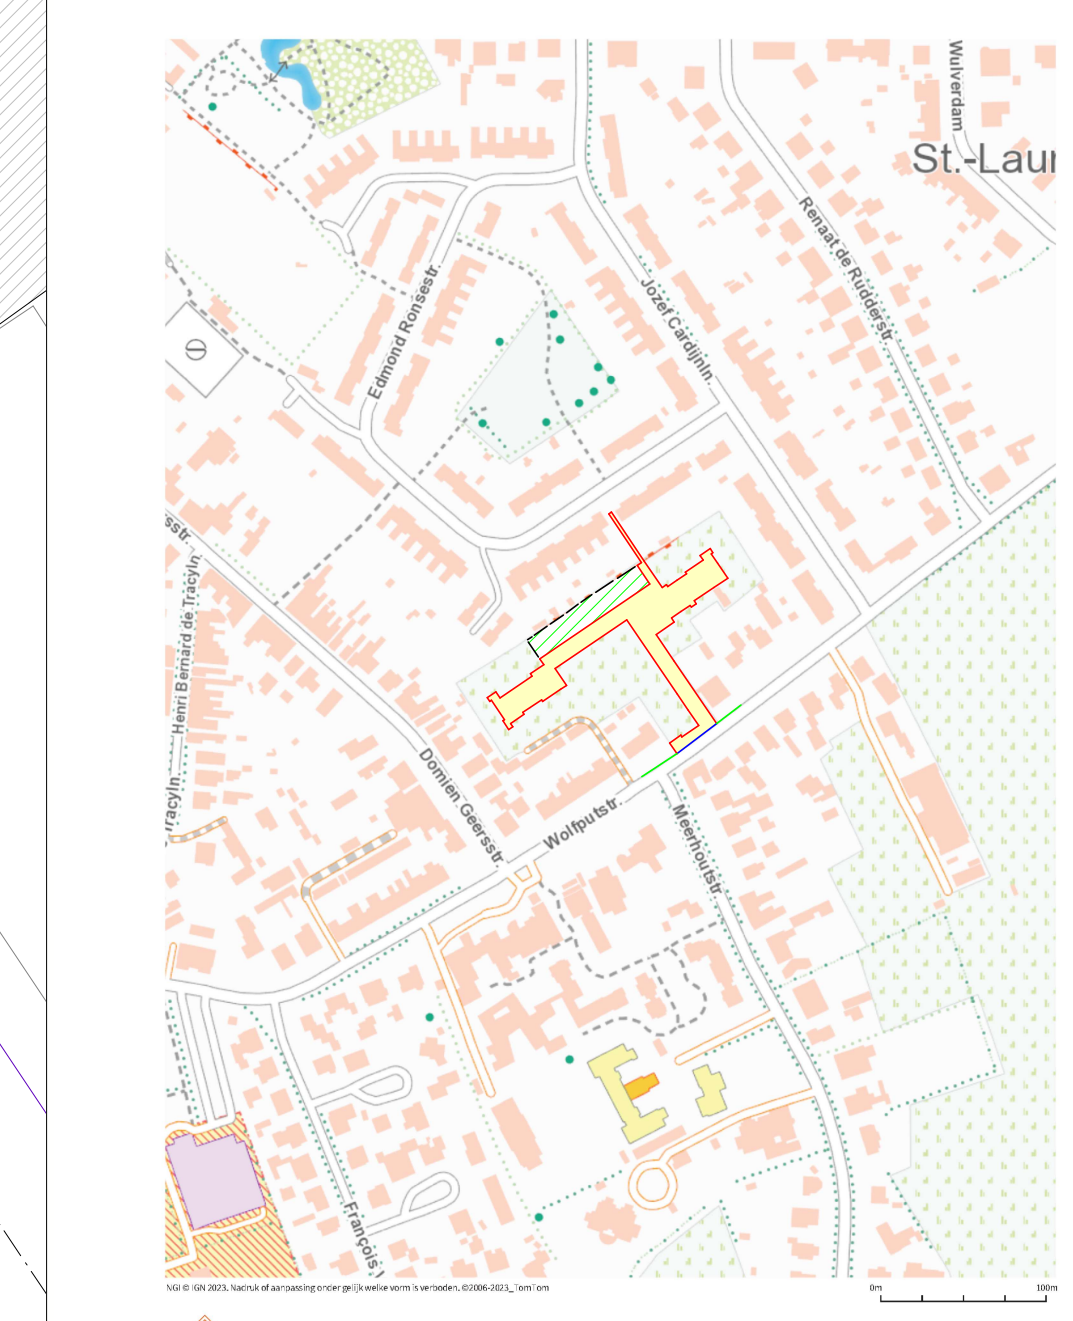 Wulverdam
St.-Laur
Renaat de Rudderstr.
Jozef Cardijnln.
Edmond Ronsestr.
sstr.
Henri Bernard de Tracyln.
Tracyln.
Domien Geersstr.
Wolfputstr.
Meerhoutstr.
François
NGI © IGN 2023. Nadruk of aanpassing onder gelijk welke vorm is verboden. ©2006-2023_TomTom
0m 100m